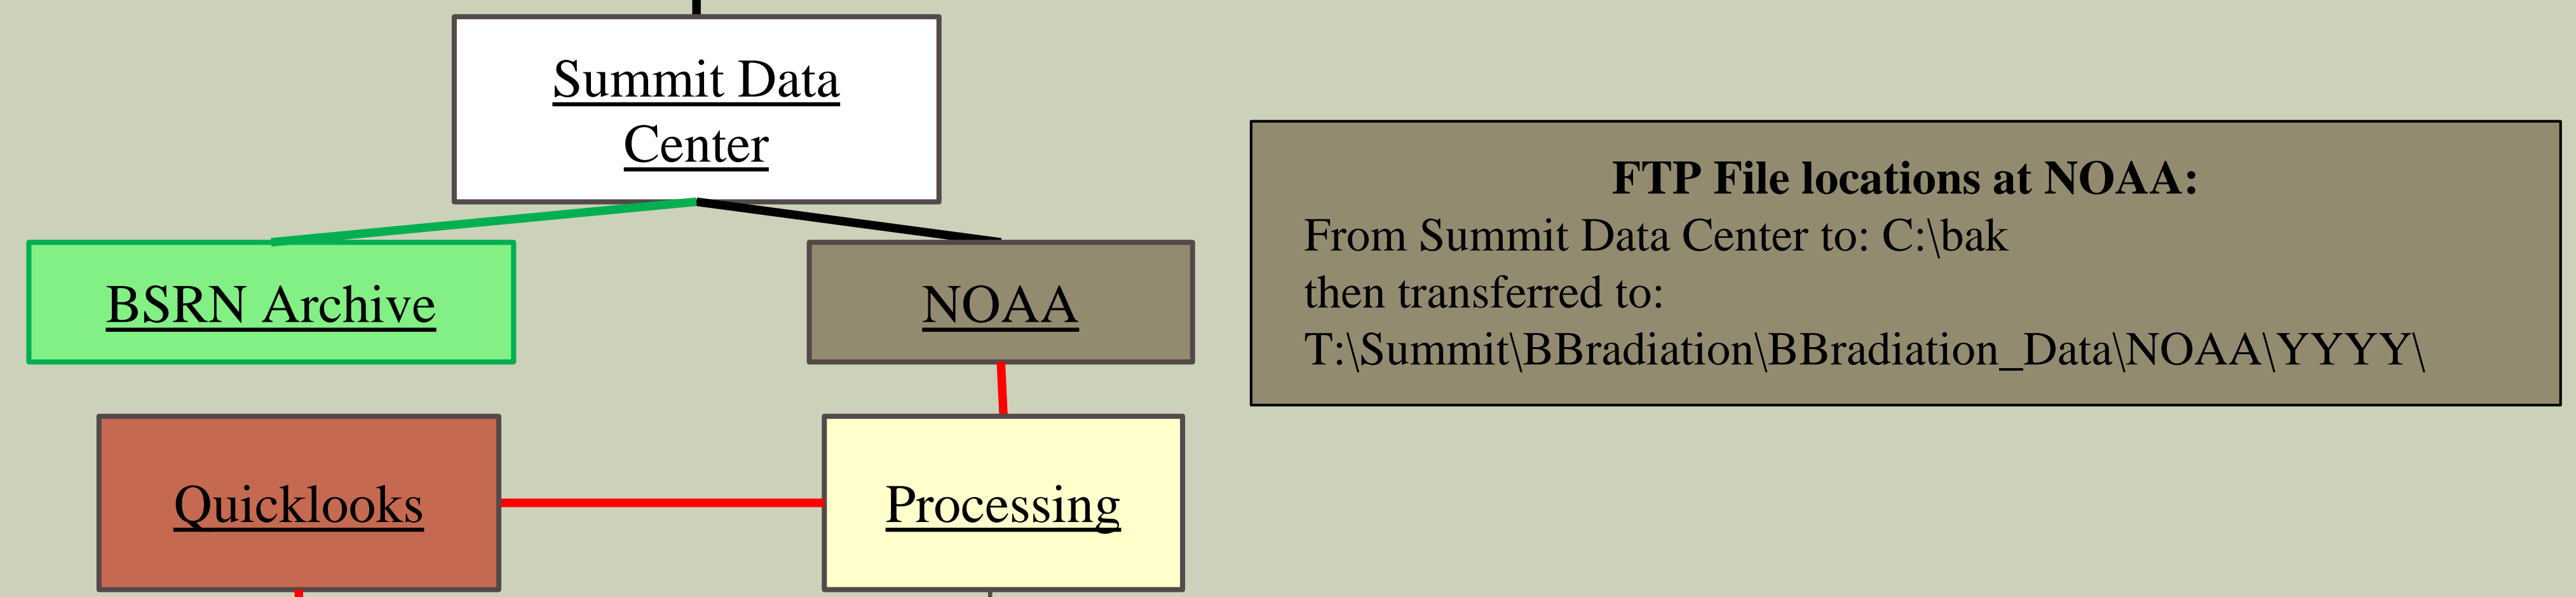 Summit Data
Center
FTP File locations at NOAA:
From Summit Data Center to: C:\bak
then transferred to:
T:\Summit\BBradiation\BBradiation_Data\NOAA\YYYY\
BSRN Archive
NOAA
Quicklooks
Processing